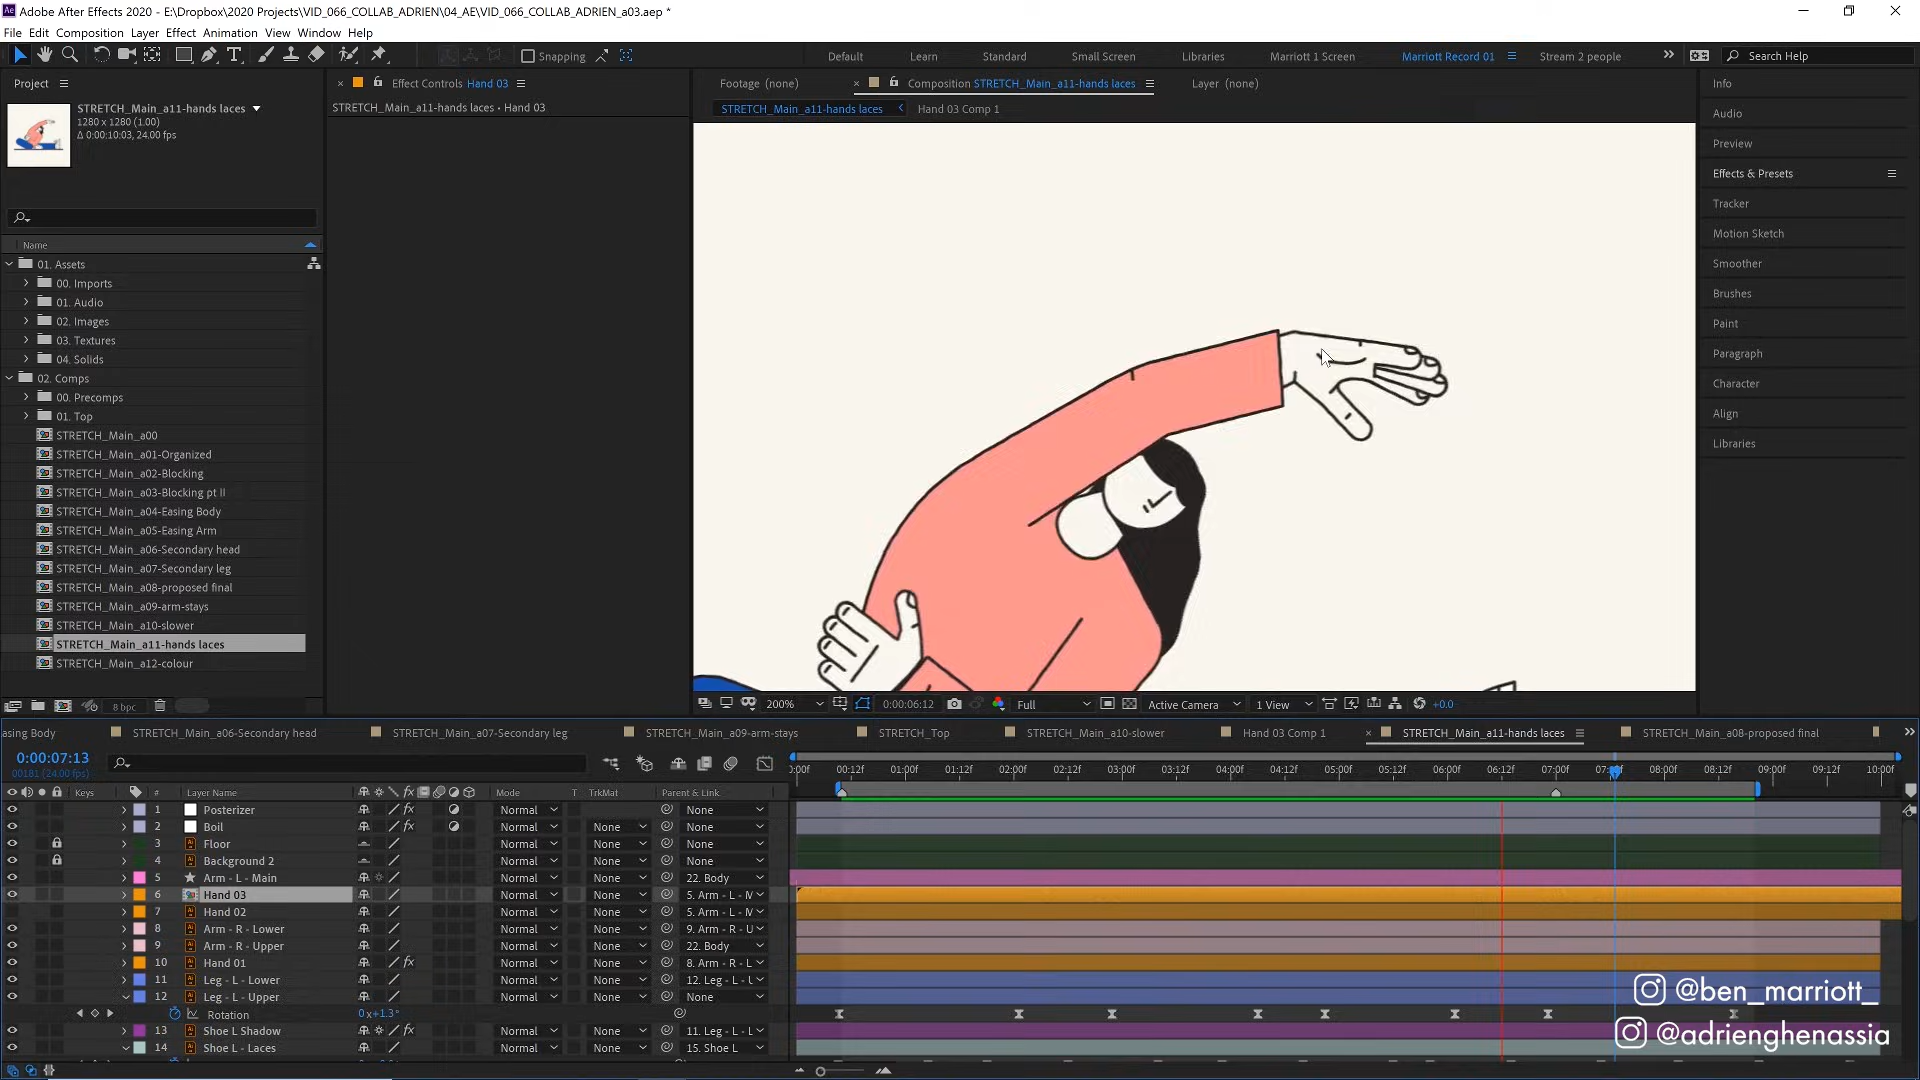 Adobe After Effects 2020 - E:\Dropbox\2020 Projects\VID_066_COLLAB_ADRIEN\04_AE\VID_066_COLLAB_ADRIEN_a03.aep *
File Edit Composition Layer Effect Animation View Window Help
Snapping Default Learn Standard Small Screen Libraries Marriott 1 Screen Marriott Record 01 Stream 2 people Search Help
Project Effect Controls Hand 03 Footage (none) Composition STRETCH_Main_a11-hands laces Layer (none) Info
STRETCH_Main_a11-hands laces
1280 x 1280 (1.00)
Δ 0:00:10:03, 24.00 fps
STRETCH_Main_a11-hands laces • Hand 03
STRETCH_Main_a11-hands laces Hand 03 Comp 1
Audio
Preview
Effects & Presets
Tracker
Motion Sketch
Smoother
Brushes
Paint
Paragraph
Character
Align
Libraries
Name
01. Assets
00. Imports
01. Audio
02. Images
03. Textures
04. Solids
02. Comps
00. Precomps
01. Top
STRETCH_Main_a00
STRETCH_Main_a01-Organized
STRETCH_Main_a02-Blocking
STRETCH_Main_a03-Blocking pt II
STRETCH_Main_a04-Easing Body
STRETCH_Main_a05-Easing Arm
STRETCH_Main_a06-Secondary head
STRETCH_Main_a07-Secondary leg
STRETCH_Main_a08-proposed final
STRETCH_Main_a09-arm-stays
STRETCH_Main_a10-slower
STRETCH_Main_a11-hands laces
STRETCH_Main_a12-colour
8 bpc
200% 0:00:06:12 Full Active Camera 1 View +0.0
asing Body STRETCH_Main_a06-Secondary head STRETCH_Main_a07-Secondary leg STRETCH_Main_a09-arm-stays STRETCH_Top STRETCH_Main_a10-slower Hand 03 Comp 1 STRETCH_Main_a11-hands laces STRETCH_Main_a08-proposed final
0:00:07:13
00181 (24.00 fps)
:00f 00:12f 01:00f 01:12f 02:00f 02:12f 03:00f 03:12f 04:00f 04:12f 05:00f 05:12f 06:00f 06:12f 07:00f 08:00f 08:12f 09:00f 09:12f 10:00f
Keys # Layer Name fx Mode T TrkMat Parent & Link
1 Posterizer fx Normal None
2 Boil fx Normal None None
3 Floor Normal None None
4 Background 2 Normal None None
5 Arm - L - Main Normal None 22. Body
6 Hand 03 Normal None 5. Arm - L - M
7 Hand 02 Normal None 5. Arm - L - M
8 Arm - R - Lower Normal None 9. Arm - R - U
9 Arm - R - Upper Normal None 22. Body
10 Hand 01 fx Normal None 8. Arm - R - L
11 Leg - L - Lower Normal None 12. Leg - L - U
12 Leg - L - Upper Normal None None
Rotation 0x+1.3°
13 Shoe L Shadow fx Normal None 11. Leg - L - L
14 Shoe L - Laces Normal None 15. Shoe L
@ben_marriott_
@adrienghenassia